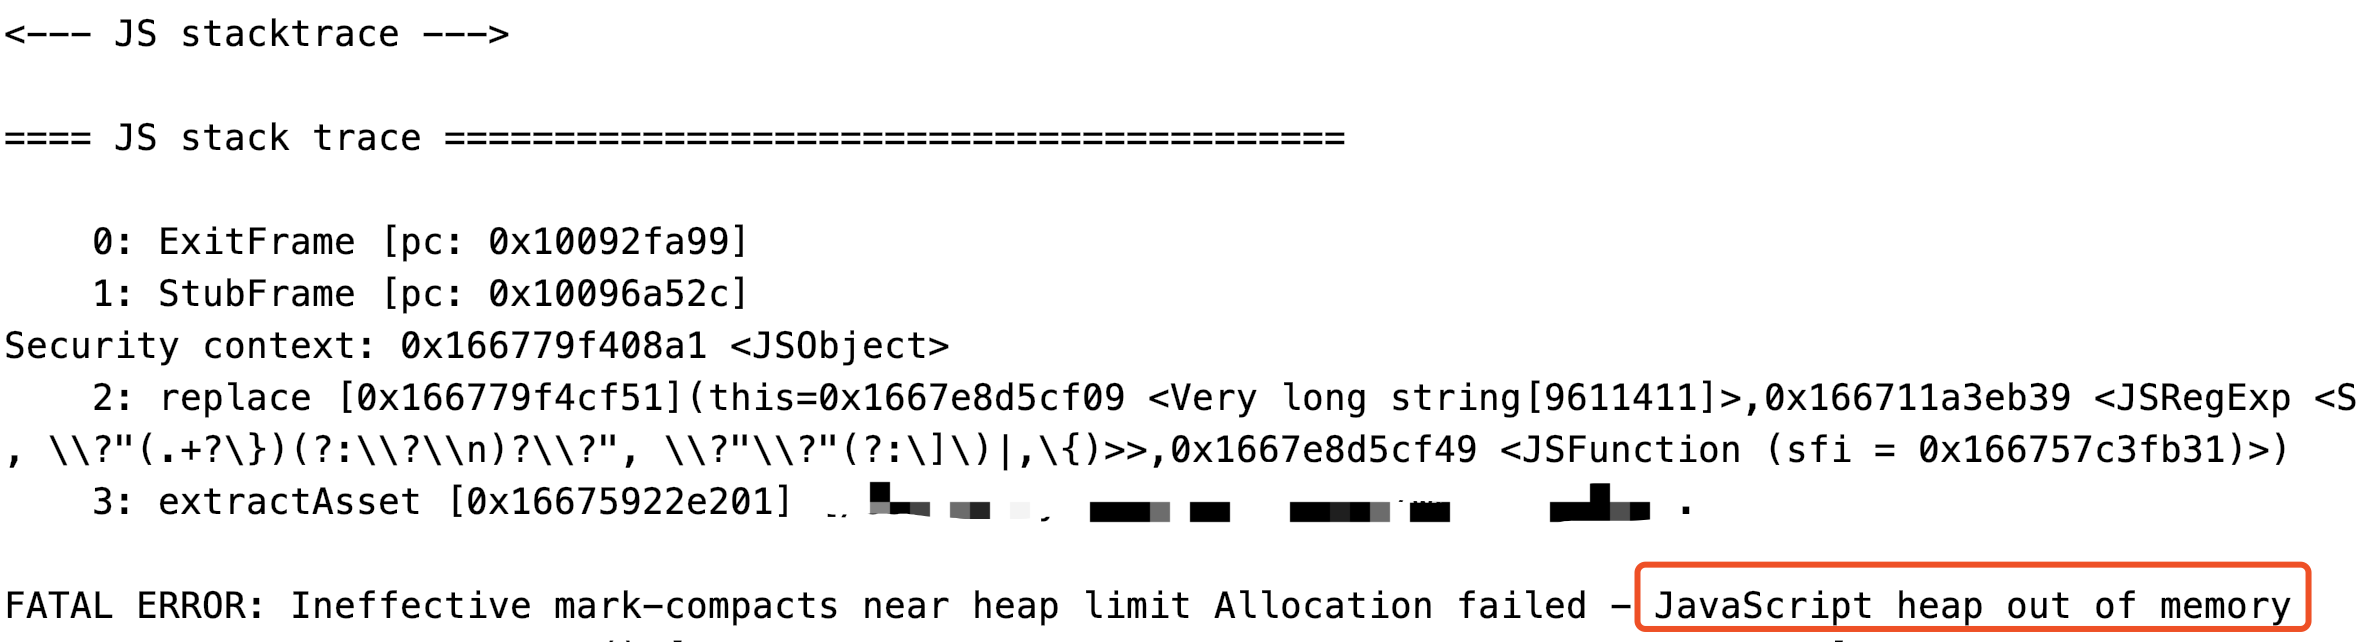 <--- JS stacktrace --->
==== JS stack trace =========================================
0: ExitFrame [pc: 0x10092fa99]
1: StubFrame [pc: 0x10096a52c]
Security context: 0x166779f408a1 <JSObject>
2: replace [0x166779f4cf51](this=0x1667e8d5cf09 <Very long string[9611411]>,0x166711a3eb39 <JSRegExp <S
, \\?"(.+?\})(?:\\?\\n)?\\?", \\?"\\?"(?:\]\)|,\{)>>,0x1667e8d5cf49 <JSFunction (sfi = 0x166757c3fb31)>)
3: extractAsset [0x16675922e201]
FATAL ERROR: Ineffective mark-compacts near heap limit Allocation failed - JavaScript heap out of memory